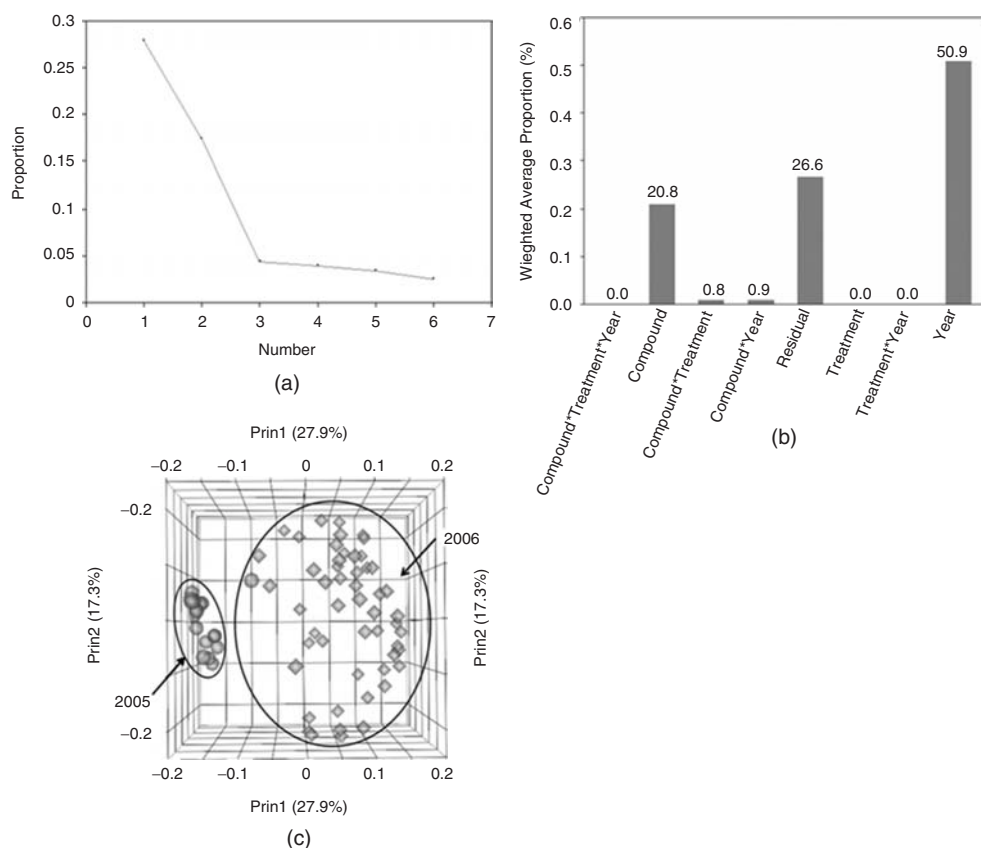 0.3
0.25
0.2
0.15
0.1
0.05
0
Proportion
0 1 2 3 4 5 6 7
Number
(a)
0.6
0.5
0.4
0.3
0.2
0.1
0.0
Wieghted Average Proportion (%)
0.0
20.8
0.8
0.9
26.6
0.0
0.0
50.9
Compound*Treatment*Year
Compound
Compound*Treatment
Compound*Year
Residual
Treatment
Treatment*Year
Year
(b)
Prin1 (27.9%)
−0.2 −0.1 0 0.1 0.2
−0.2
2006
Prin2 (17.3%)
Prin2 (17.3%)
2005
−0.2
−0.2 −0.1 0 0.1 0.2
Prin1 (27.9%)
(c)